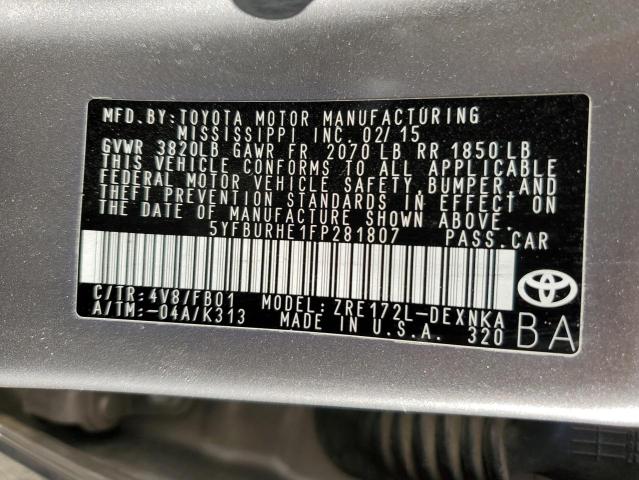 MFD.BY:TOYOTA MOTOR MANUFACTURING
MISSISSIPPI INC. 02/15
GVWR 3820LB GAWR FR 2070 LB RR 1850 LB
THIS VEHICLE CONFORMS TO ALL APPLICABLE
FEDERAL MOTOR VEHICLE SAFETY, BUMPER, AND
THEFT PREVENTION STANDARDS IN EFFECT ON
THE DATE OF MANUFACTURE SHOWN ABOVE.
5YFBURHE1FP281807 PASS.CAR
C/TR:4V8/FB01 MODEL:ZRE172L-DEXNKA
A/TM:-04A/K313 MADE IN U.S.A. 320
BA